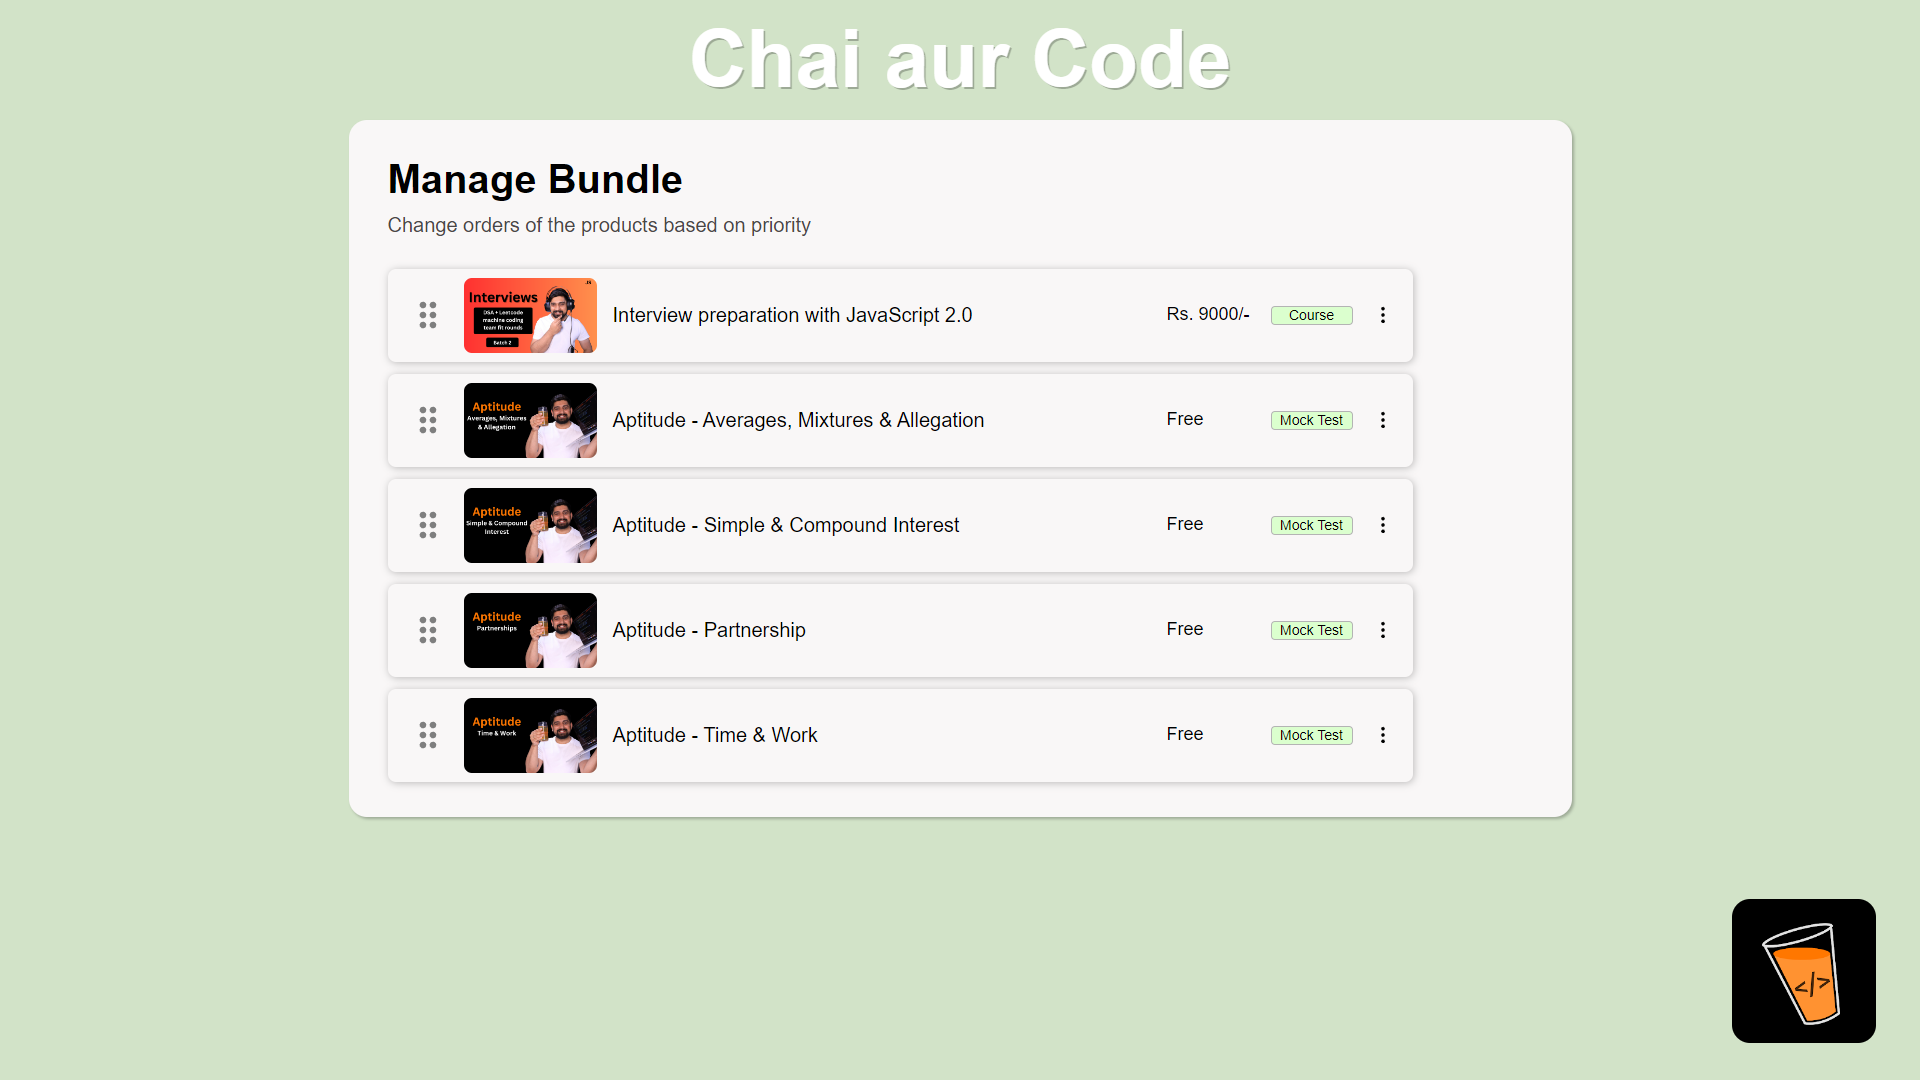 Chai aur Code
Manage Bundle
Change orders of the products based on priority
Interviews
DSA + Leetcode
machine coding
team fit rounds
Batch 2
Interview preparation with JavaScript 2.0
Rs. 9000/-
Course
Aptitude
Averages, Mixtures
& Allegation
Aptitude - Averages, Mixtures & Allegation
Free
Mock Test
Aptitude
Simple & Compound
Interest
Aptitude - Simple & Compound Interest
Free
Mock Test
Aptitude
Partnerships
Aptitude - Partnership
Free
Mock Test
Aptitude
Time & Work
Aptitude - Time & Work
Free
Mock Test
</>